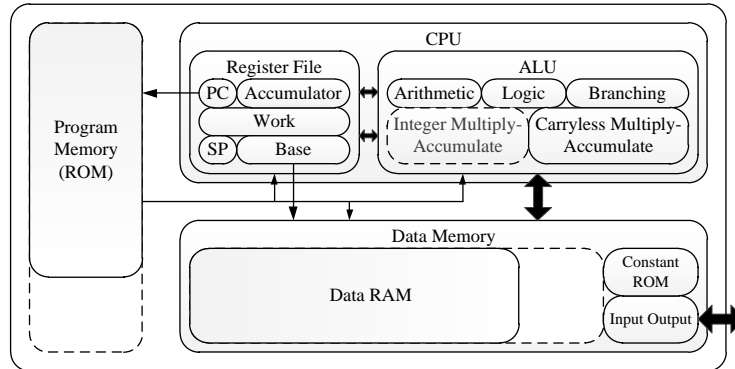 CPU
Register File
ALU
PC
Accumulator
Arithmetic
Logic
Branching
Work
Integer Multiply-
Accumulate
Carryless Multiply-
Accumulate
SP
Base
Program
Memory
(ROM)
Data Memory
Data RAM
Constant
ROM
Input Output